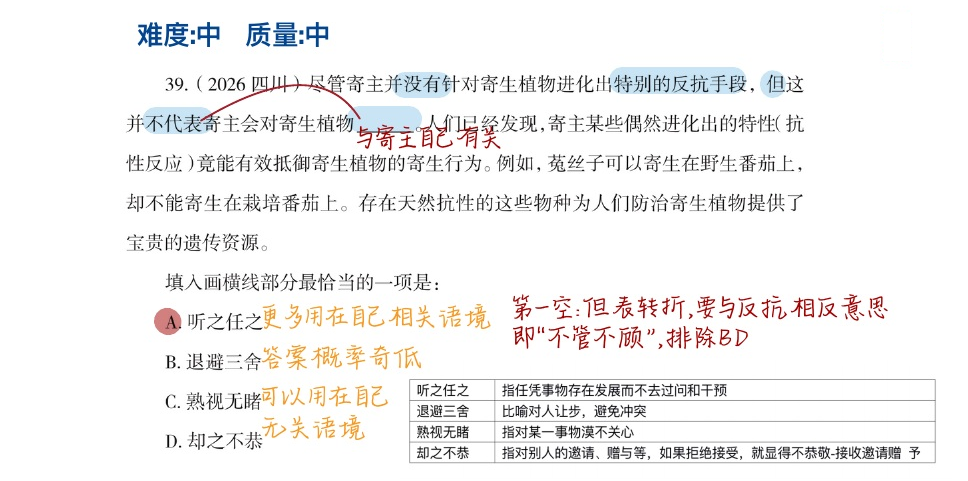 难度:中 质量:中
39.（2026 四川）尽管寄主并没有针对寄生植物进化出特别的反抗手段，但这
并不代表寄主会对寄生植物 。人们已经发现，寄主某些偶然进化出的特性（抗
与寄主自己有关
性反应）竟能有效抵御寄生植物的寄生行为。例如，菟丝子可以寄生在野生番茄上，
却不能寄生在栽培番茄上。存在天然抗性的这些物种为人们防治寄生植物提供了
宝贵的遗传资源。
填入画横线部分最恰当的一项是：
A. 听之任之 更多用在自己相关语境
B. 退避三舍 答案概率奇低
C. 熟视无睹 可以用在自己
D. 却之不恭 无关语境
第一空:但表转折,要与反抗相反意思
即“不管不顾”,排除BD
听之任之 指任凭事物存在发展而不去过问和干预
退避三舍 比喻对人让步，避免冲突
熟视无睹 指对某一事物漠不关心
却之不恭 指对别人的邀请、赠与等，如果拒绝接受，就显得不恭敬-接收邀请赠 予